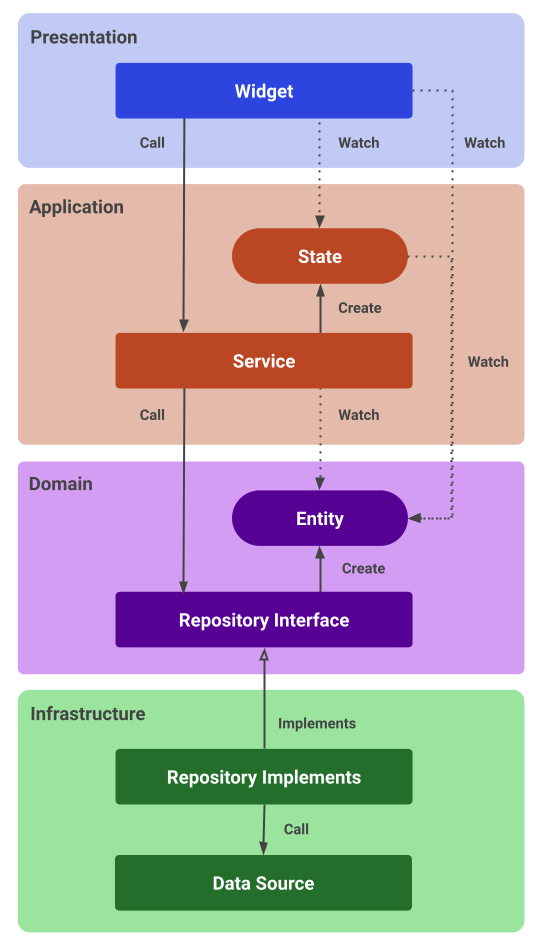 Presentation
Widget
Call
Watch
Watch
Application
State
Create
Service
Watch
Call
Watch
Domain
Entity
Create
Repository Interface
Infrastructure
Implements
Repository Implements
Call
Data Source